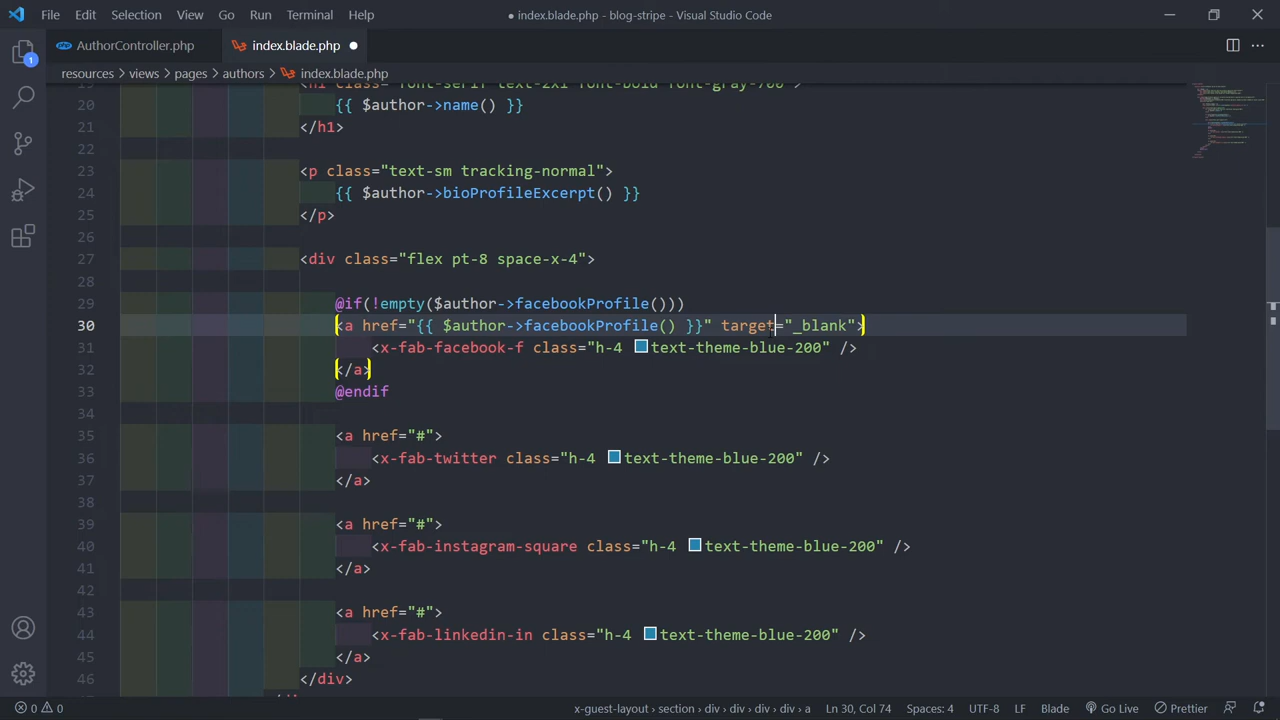 File Edit Selection View Go Run Terminal Help
● index.blade.php - blog-stripe - Visual Studio Code
AuthorController.php index.blade.php ●
resources > views > pages > authors > index.blade.php
20 {{ $author->name() }}
21 </h1>
22
23 <p class="text-sm tracking-normal">
24 {{ $author->bioProfileExcerpt() }}
25 </p>
26
27 <div class="flex pt-8 space-x-4">
28
29 @if(!empty($author->facebookProfile()))
30 <a href="{{ $author->facebookProfile() }}" target="_blank">
31 <x-fab-facebook-f class="h-4 text-theme-blue-200" />
32 </a>
33 @endif
34
35 <a href="#">
36 <x-fab-twitter class="h-4 text-theme-blue-200" />
37 </a>
38
39 <a href="#">
40 <x-fab-instagram-square class="h-4 text-theme-blue-200" />
41 </a>
42
43 <a href="#">
44 <x-fab-linkedin-in class="h-4 text-theme-blue-200" />
45 </a>
46 </div>
0 0 x-guest-layout > section > div > div > div > div > a Ln 30, Col 74 Spaces: 4 UTF-8 LF Blade Go Live Prettier